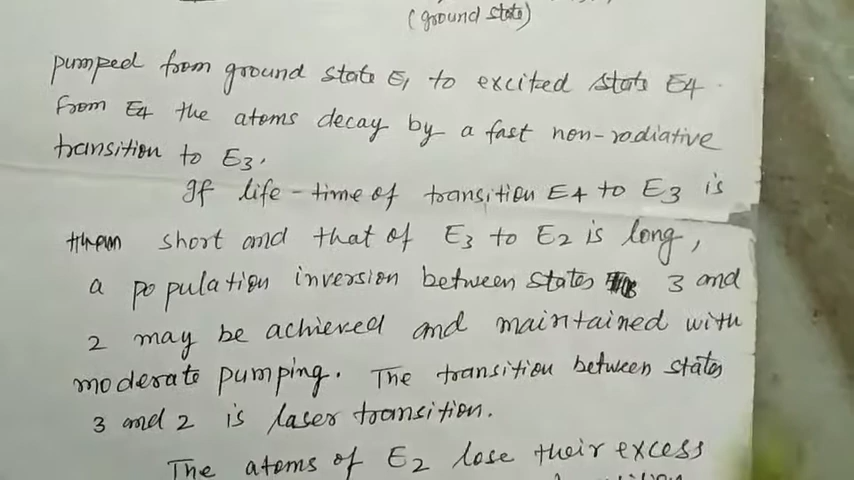 (ground state)
pumped from ground state E1 to excited state E4.
From E4 the atoms decay by a fast non-radiative
transition to E3.
If life-time of transition E4 to E3 is
short and that of E3 to E2 is long,
a population inversion between states 3 and
2 may be achieved and maintained with
moderate pumping. The transition between states
3 and 2 is laser transition.
The atoms of E2 lose their excess